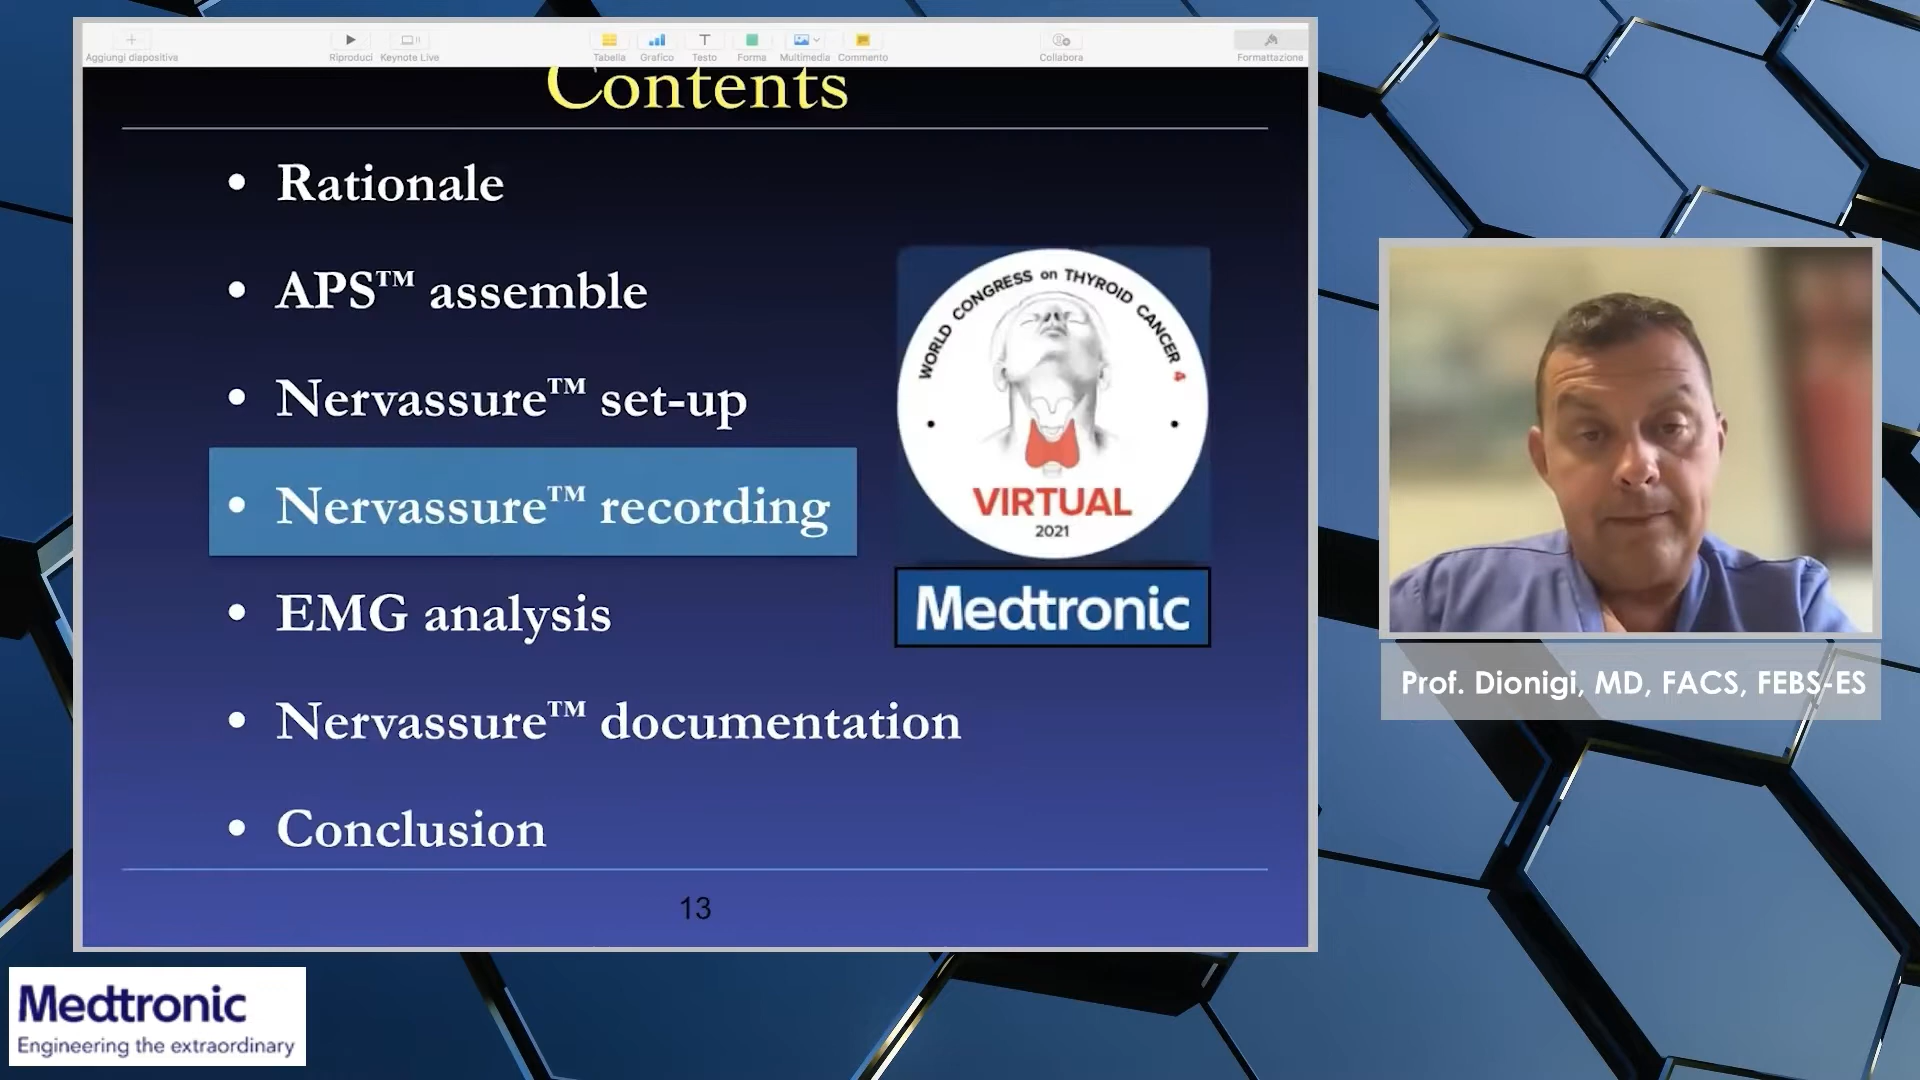 Aggiungi diapositiva
Riproduci
Keynote Live
Tabella
Grafico
Testo
Forma
Multimedia
Commento
Collabora
Formattazione
Contents
• Rationale
• APS™ assemble
• Nervassure™ set-up
• Nervassure™ recording
• EMG analysis
• Nervassure™ documentation
• Conclusion
WORLD CONGRESS on THYROID CANCER 4
VIRTUAL
2021
Medtronic
13
Prof. Dionigi, MD, FACS, FEBS-ES
Medtronic
Engineering the extraordinary